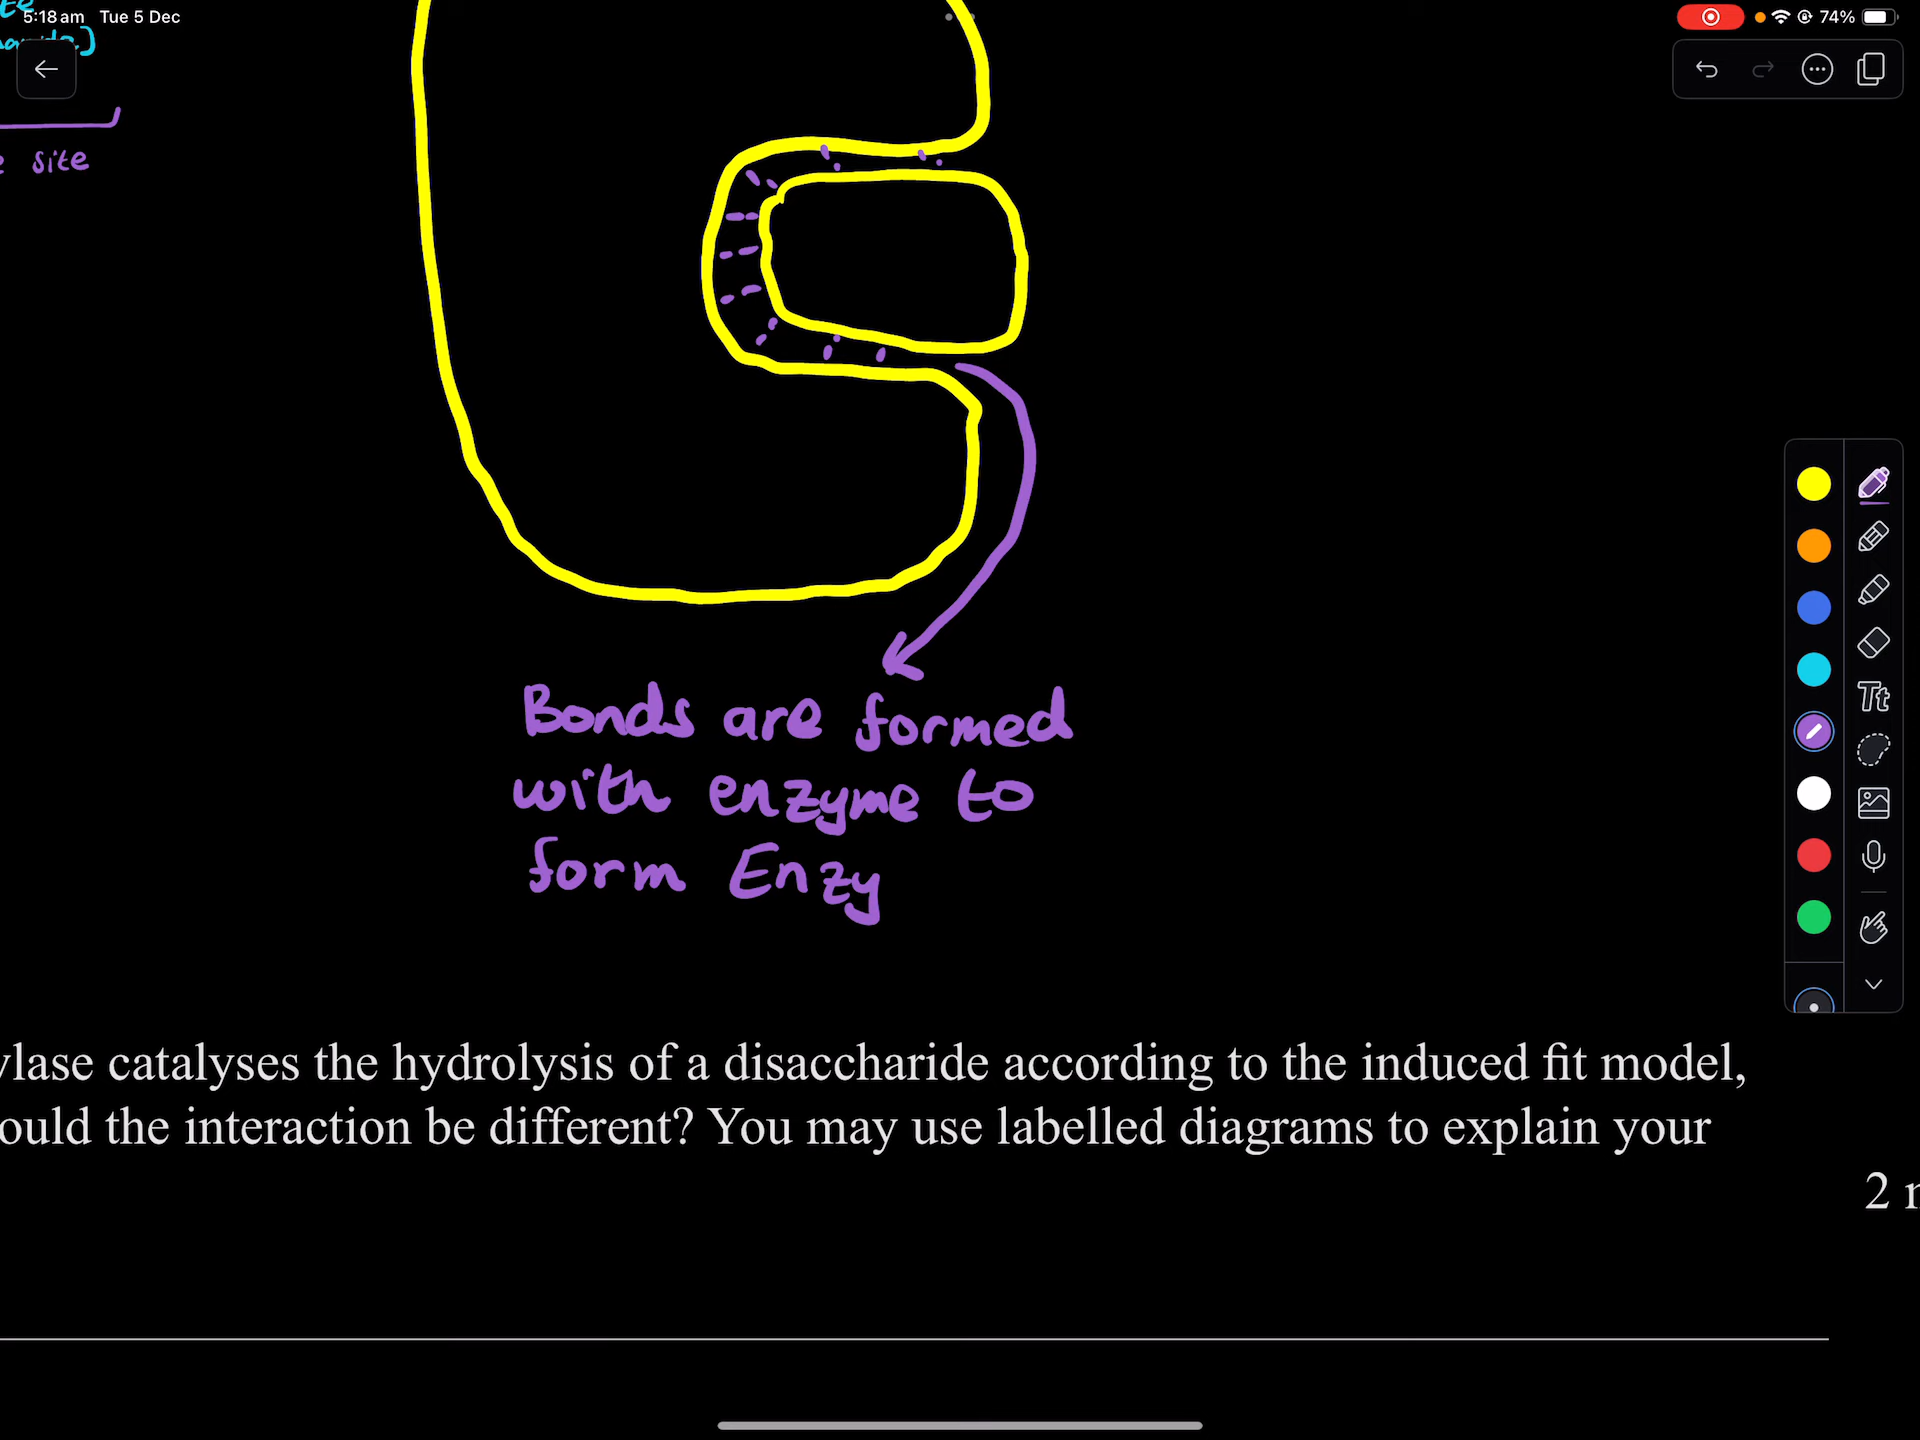 5:18 am Tue 5 Dec
74%
site
Bonds are formed
with enzyme to
form Enzy
Tt
catalyses the hydrolysis of a disaccharide according to the induced fit model,
the interaction be different? You may use labelled diagrams to explain your
2